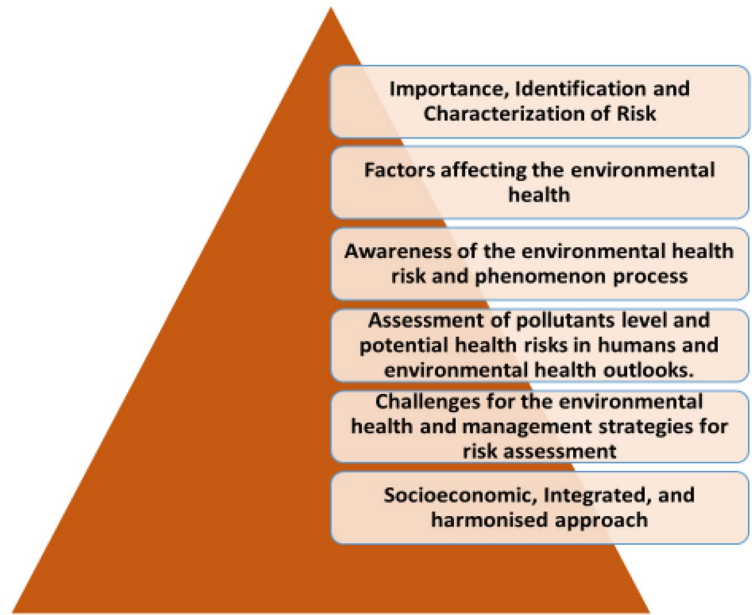 Importance, Identification and
Characterization of Risk
Factors affecting the environmental
health
Awareness of the environmental health
risk and phenomenon process
Assessment of pollutants level and
potential health risks in humans and
environmental health outlooks.
Challenges for the environmental
health and management strategies for
risk assessment
Socioeconomic, Integrated, and
harmonised approach